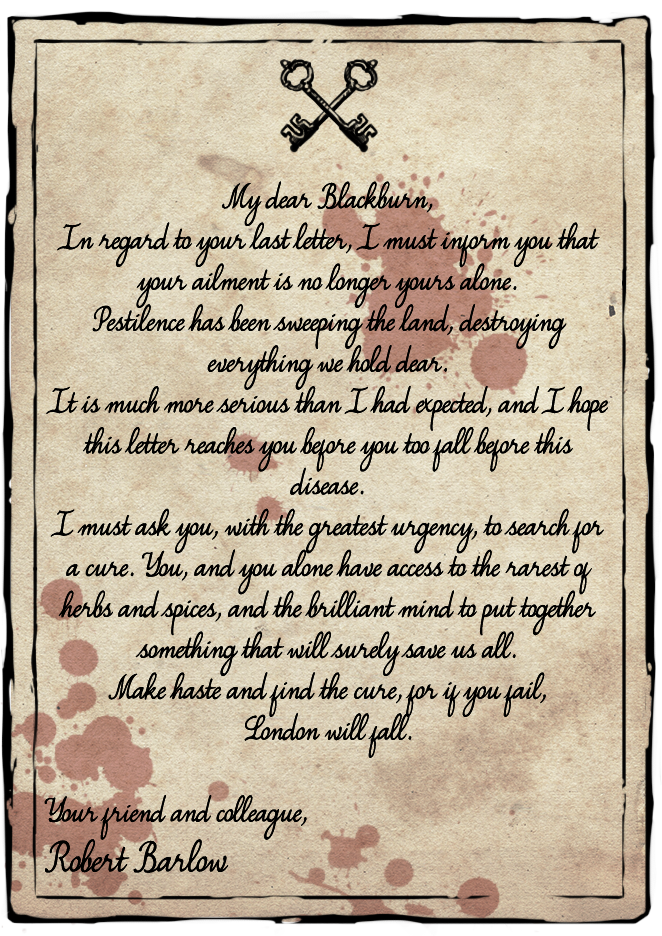 My dear Blackburn,
In regard to your last letter, I must inform you that
your ailment is no longer yours alone.
Pestilence has been sweeping the land, destroying
everything we hold dear.
It is much more serious than I had expected, and I hope
this letter reaches you before you too fall before this
disease.
I must ask you, with the greatest urgency, to search for
a cure. You, and you alone have access to the rarest of
herbs and spices, and the brilliant mind to put together
something that will surely save us all.
Make haste and find the cure, for if you fail,
London will fall.
Your friend and colleague,
Robert Barlow